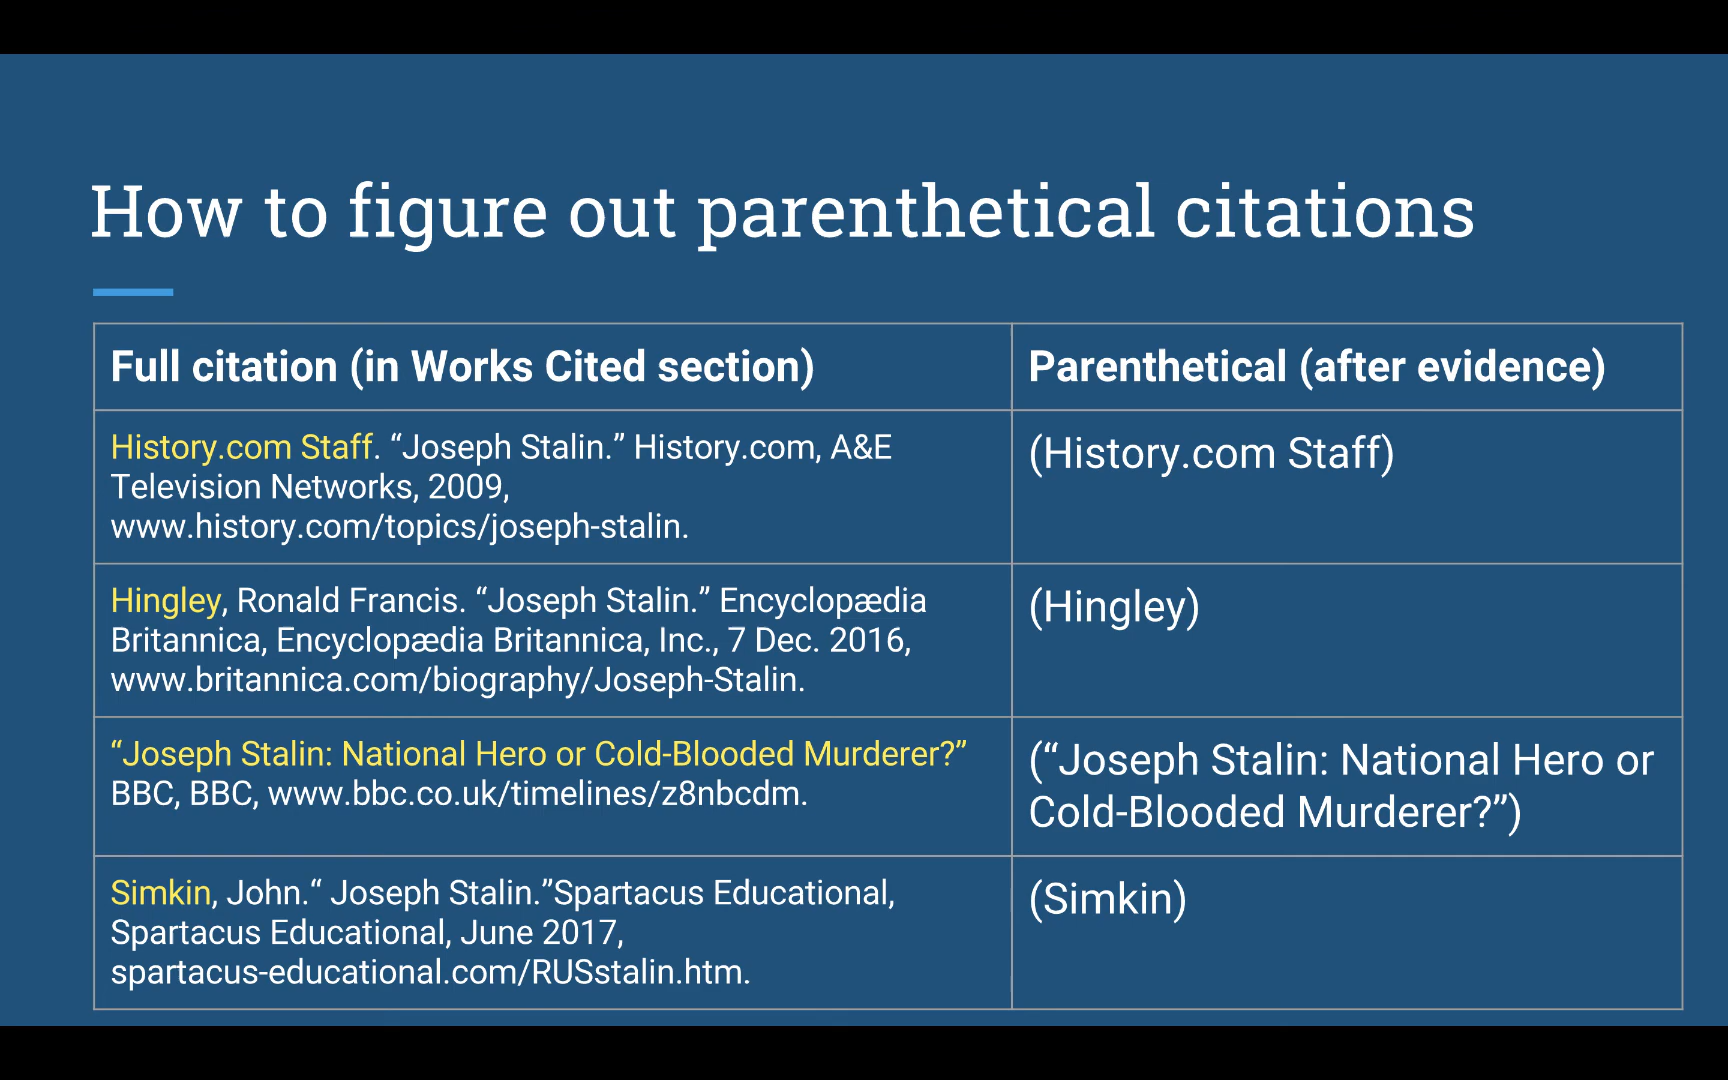 How to figure out parenthetical citations
Full citation (in Works Cited section)
Parenthetical (after evidence)
History.com Staff. “Joseph Stalin.” History.com, A&E
Television Networks, 2009,
www.history.com/topics/joseph-stalin.
(History.com Staff)
Hingley, Ronald Francis. “Joseph Stalin.” Encyclopædia
Britannica, Encyclopædia Britannica, Inc., 7 Dec. 2016,
www.britannica.com/biography/Joseph-Stalin.
(Hingley)
“Joseph Stalin: National Hero or Cold-Blooded Murderer?”
BBC, BBC, www.bbc.co.uk/timelines/z8nbcdm.
(“Joseph Stalin: National Hero or
Cold-Blooded Murderer?”)
Simkin, John.“ Joseph Stalin.”Spartacus Educational,
Spartacus Educational, June 2017,
spartacus-educational.com/RUSstalin.htm.
(Simkin)